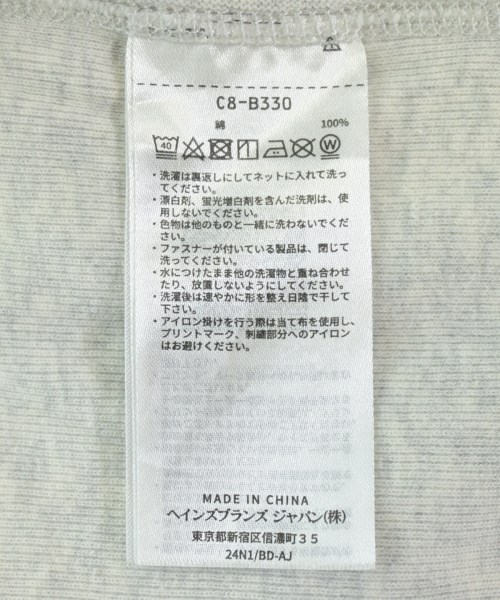 C8-B330
綿 100%
40 W
・洗濯は裏返しにしてネットに入れて洗っ
てください。
・漂白剤、蛍光増白剤を含んだ洗剤は、使
用しないでください。
・色物は他のものと一緒に洗わないでくだ
さい。
・ファスナーが付いている製品は、閉じて
洗ってください。
・水につけたまま他の洗濯物と重ね合わせ
たり、放置しないようにしてください。
・洗濯後は速やかに形を整え日陰で干して
下さい。
・アイロン掛けを行う際は当て布を使用し、
プリントマーク、刺繍部分へのアイロン
はお避けください。
MADE IN CHINA
ヘインズブランズ ジャパン(株)
東京都新宿区信濃町35
24N1/BD-AJ